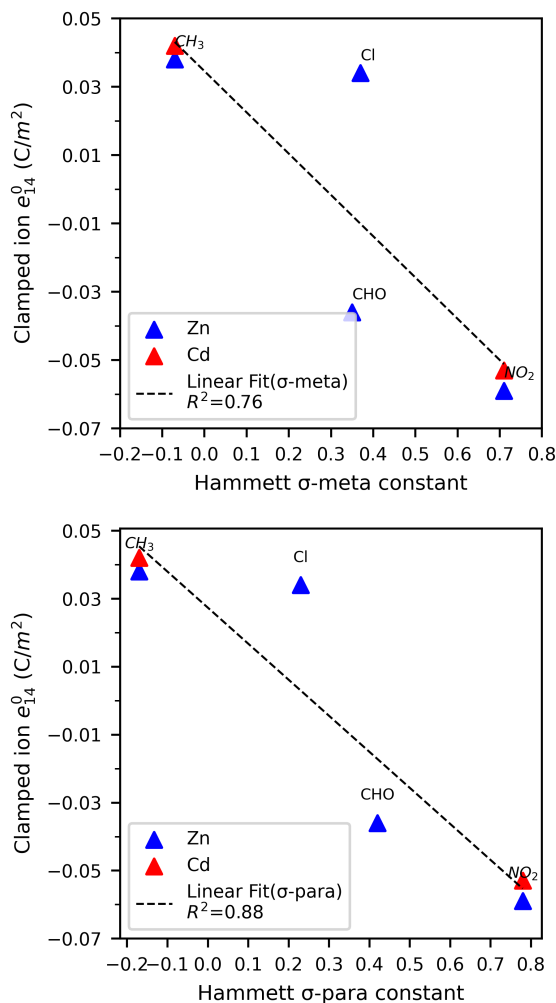 0.05
0.03
0.01
−0.01
−0.03
−0.05
−0.07
Clamped ion e⁰₁₄ (C/m²)
CH₃
Cl
CHO
NO₂
Zn
Cd
Linear Fit(σ-meta)
R²=0.76
−0.2 −0.1 0.0 0.1 0.2 0.3 0.4 0.5 0.6 0.7 0.8
Hammett σ-meta constant
0.05
0.03
0.01
−0.01
−0.03
−0.05
−0.07
Clamped ion e⁰₁₄ (C/m²)
CH₃
Cl
CHO
NO₂
Zn
Cd
Linear Fit(σ-para)
R²=0.88
−0.2 −0.1 0.0 0.1 0.2 0.3 0.4 0.5 0.6 0.7 0.8
Hammett σ-para constant